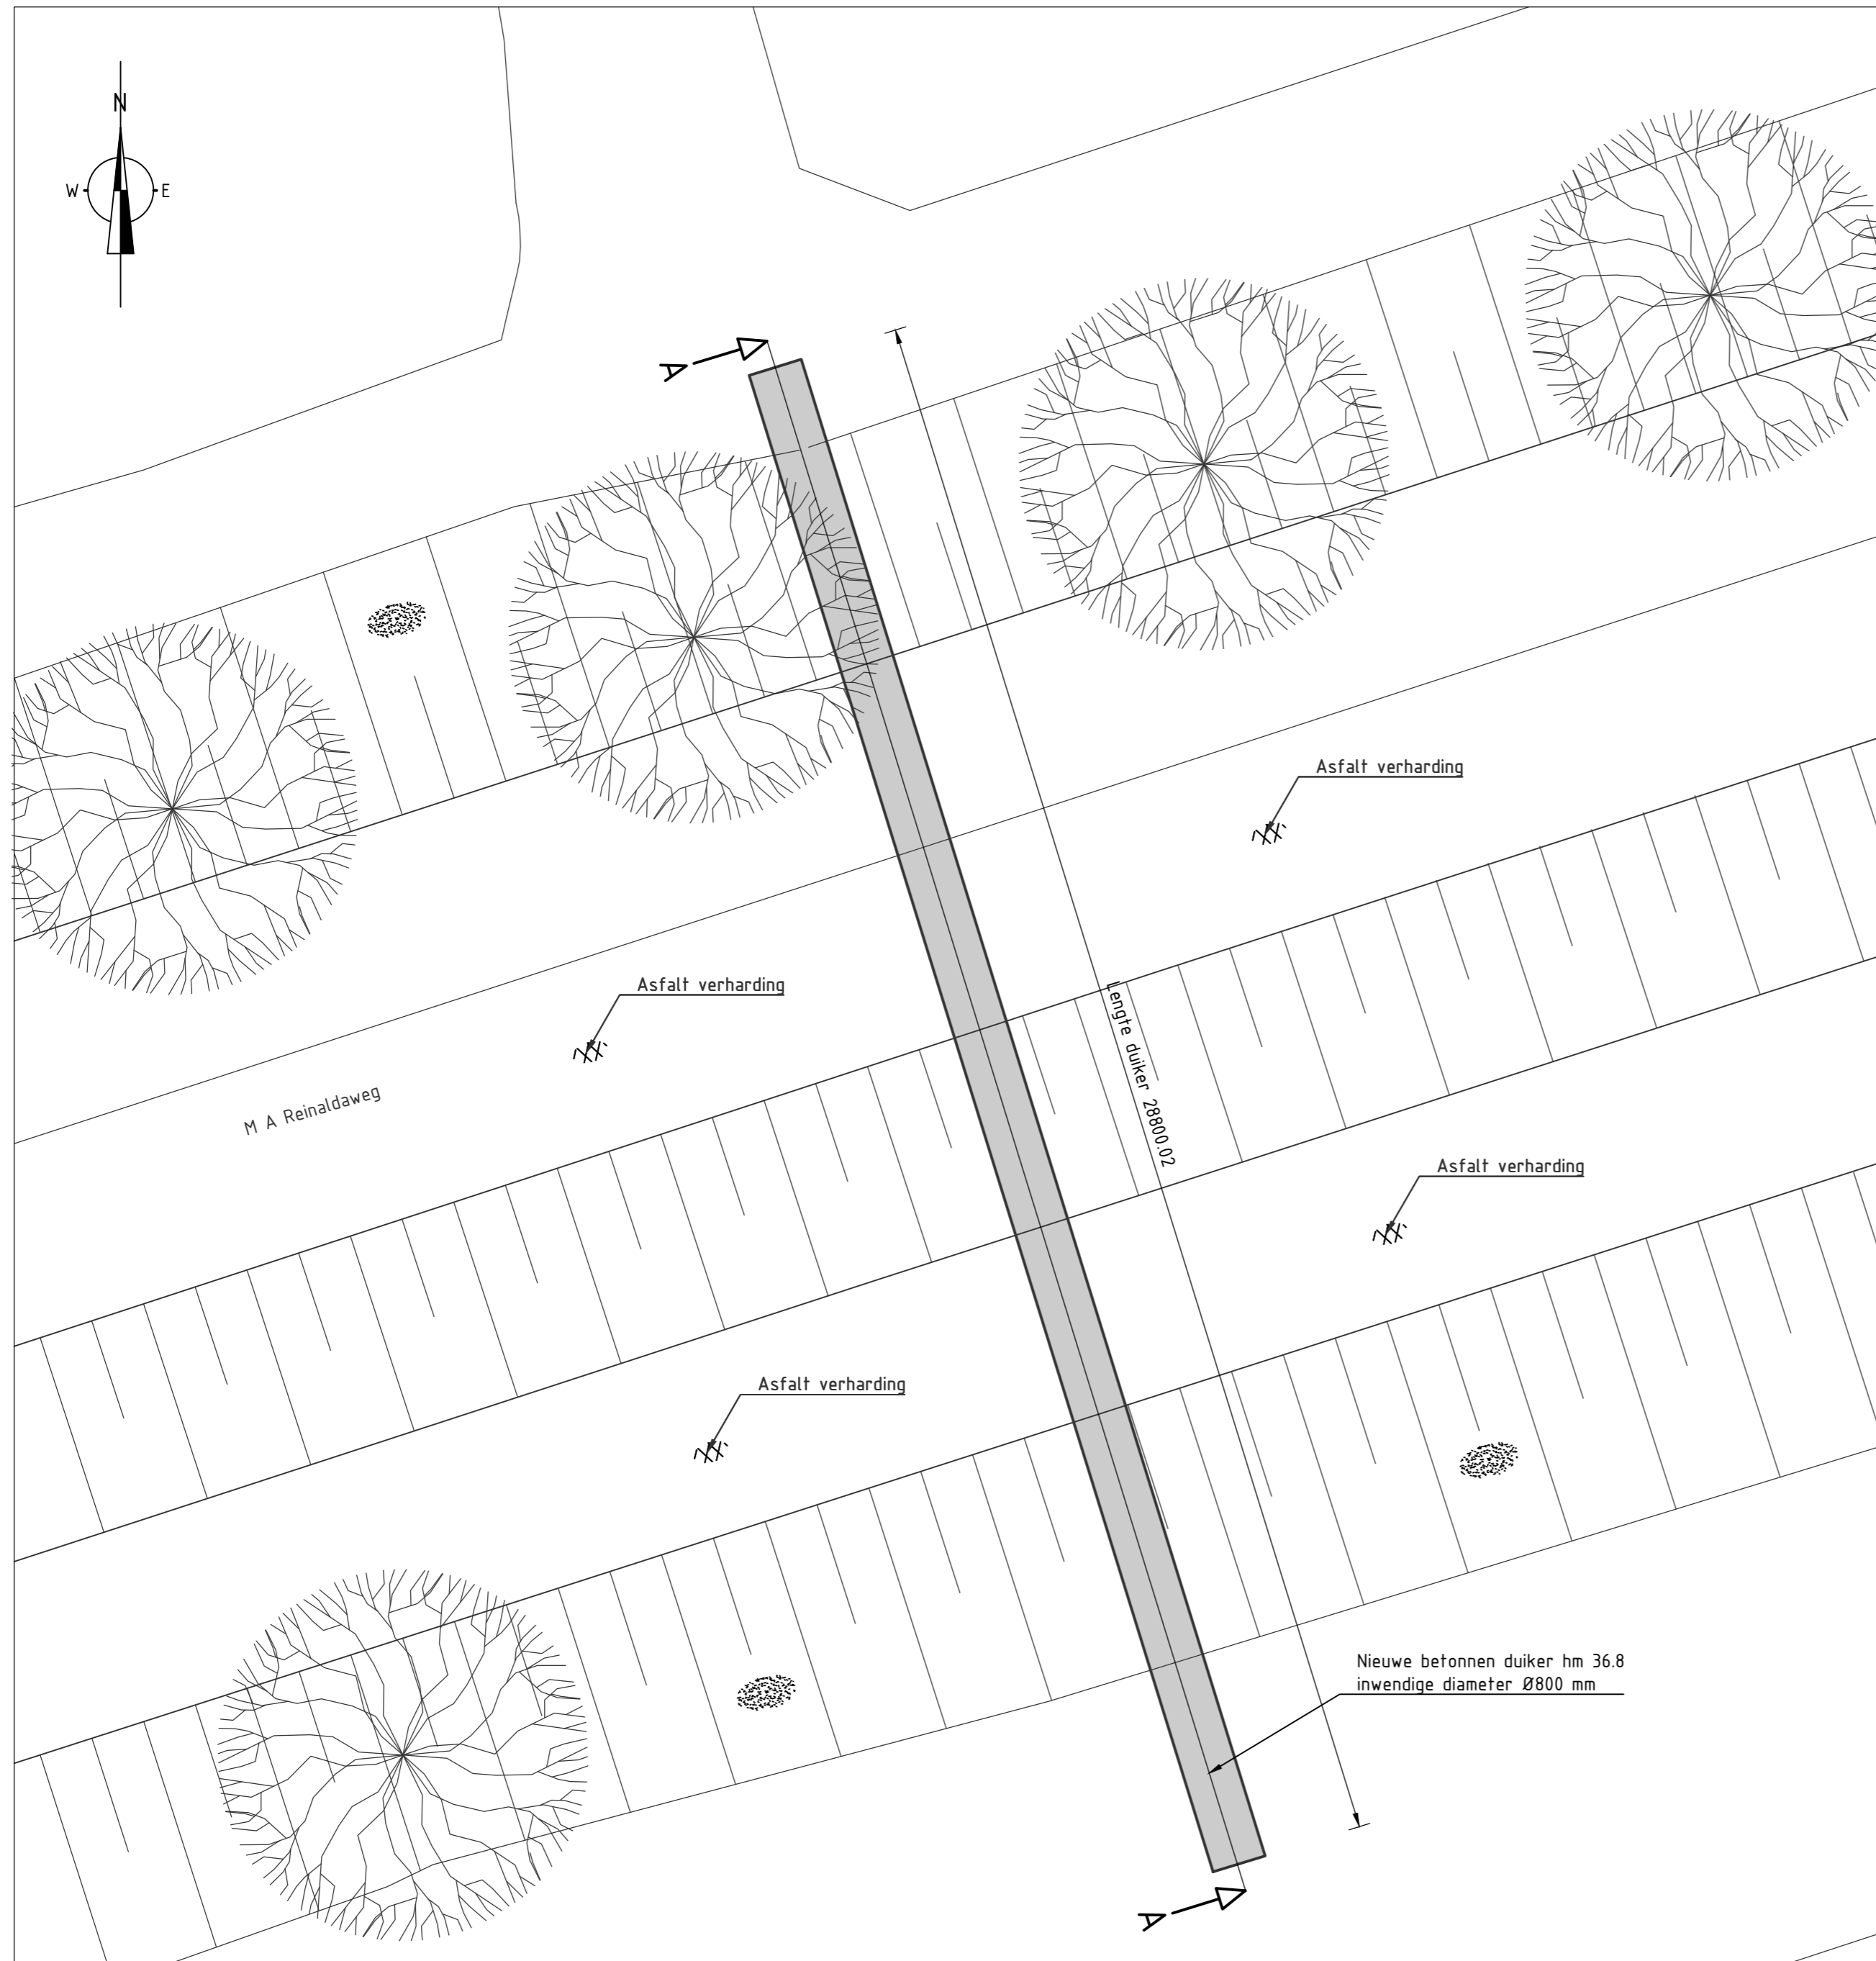 N
W E
A
Asfalt verharding
Asfalt verharding
Lengte duiker 28800.02
M A Reinaldaweg
Asfalt verharding
Asfalt verharding
Nieuwe betonnen duiker hm 36.8
inwendige diameter Ø800 mm
A